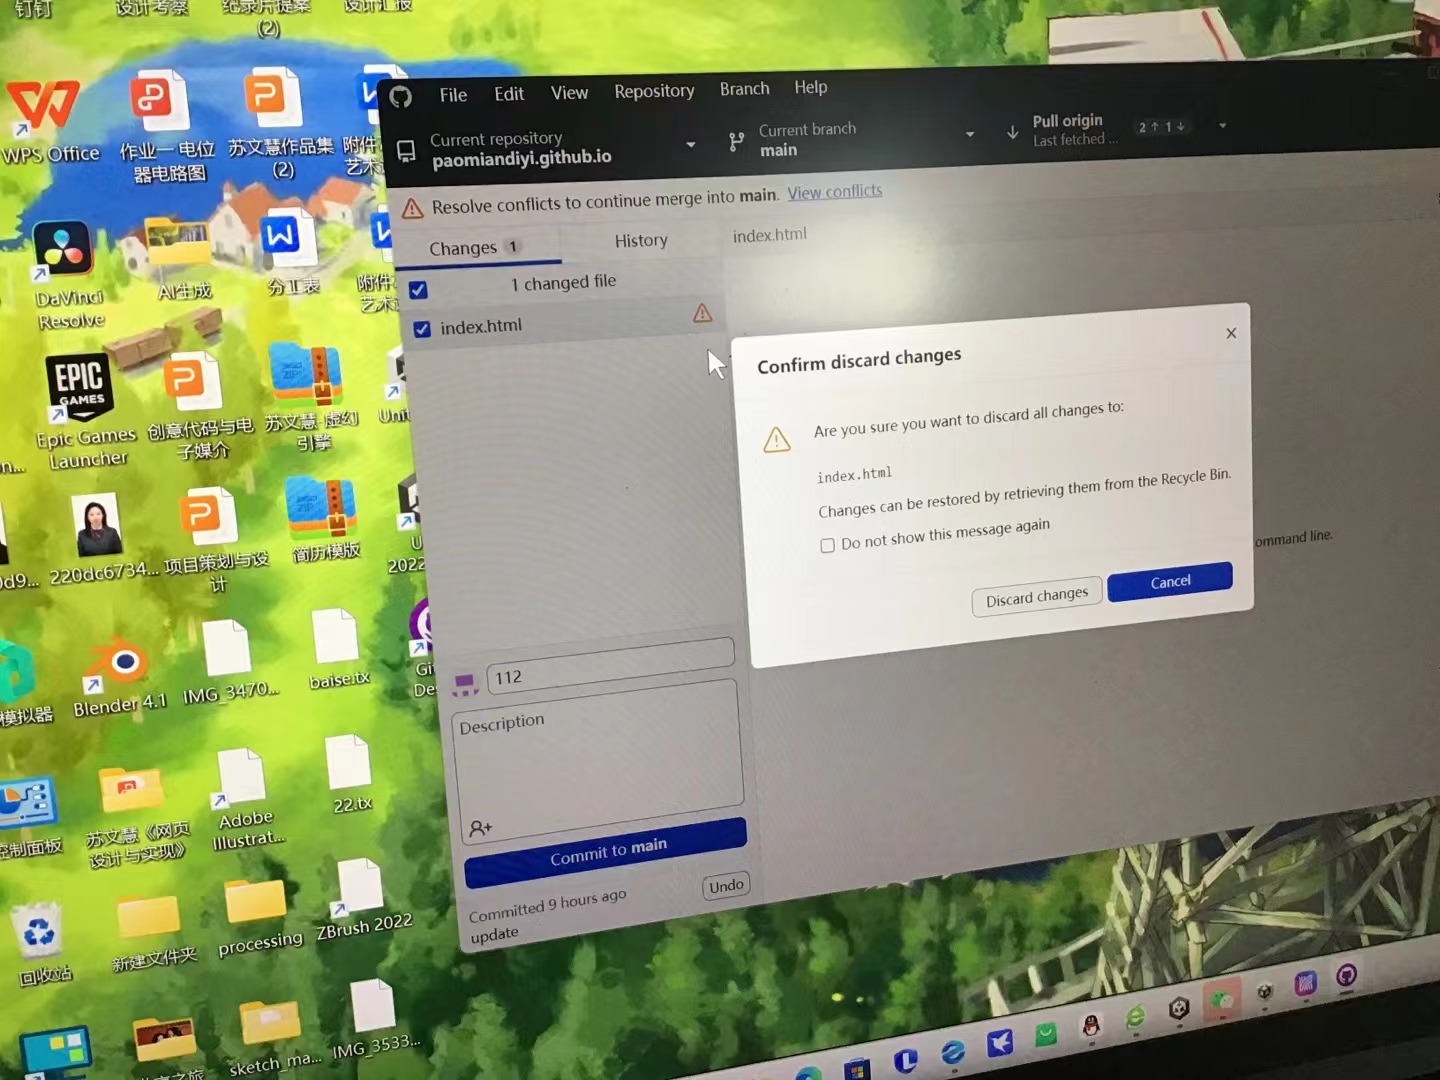 钉钉
设计考察
纪录片提案
(2)
设计汇报
WPS Office
作业一 电位
器电路图
苏文慧作品集
(2)
附件
艺术
DaVinci
Resolve
AI生成
分工表
附件
EPIC
GAMES
Epic Games
Launcher
创意代码与电
子媒介
苏文慧 虚幻
引擎
Unit
220dc6734...
项目策划与设
计
简历模版
2022
模拟器
Blender 4.1
IMG_3470...
baise.tx
控制面板
苏文慧《网页
设计与实现》
Adobe
Illustrat...
22.tx
回收站
新建文件夹
processing
ZBrush 2022
sketch_ma...
IMG_3533...
File Edit View Repository Branch Help
Current repository
paomiandiyi.github.io
Current branch
main
Pull origin
Last fetched ...
2↑ 1↓
Resolve conflicts to continue merge into main. View conflicts
Changes 1
History
index.html
1 changed file
index.html
Confirm discard changes
Are you sure you want to discard all changes to:
index.html
Changes can be restored by retrieving them from the Recycle Bin.
Do not show this message again
Discard changes
Cancel
ommand line.
112
Description
Commit to main
Committed 9 hours ago
update
Undo